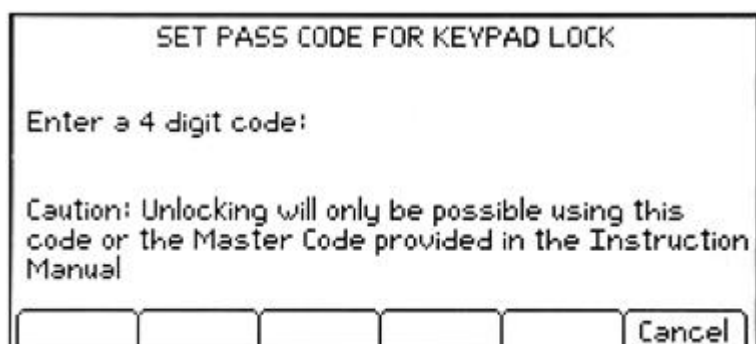 SET PASS CODE FOR KEYPAD LOCK
Enter a 4 digit code:
Caution: Unlocking will only be possible using this
code or the Master Code provided in the Instruction
Manual
Cancel